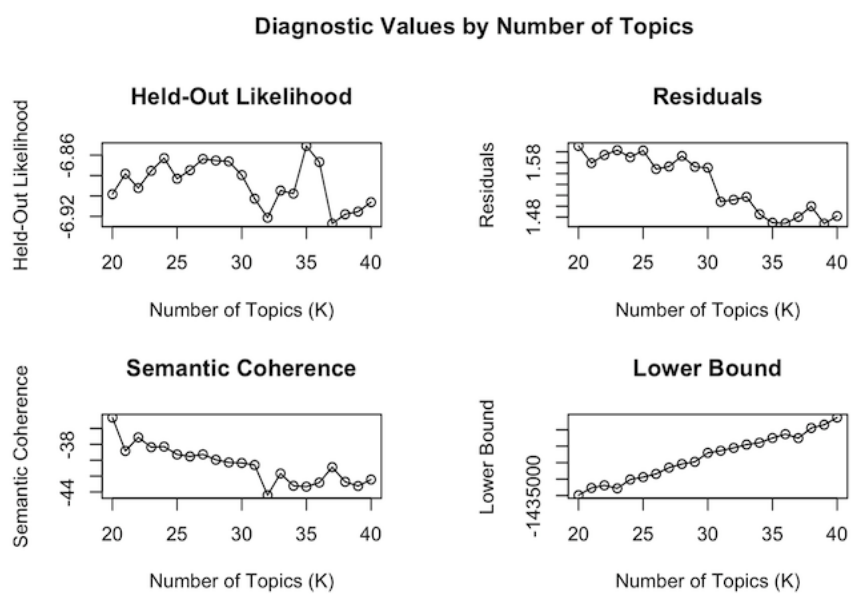 Diagnostic Values by Number of Topics
Held-Out Likelihood
Held-Out Likelihood
-6.86
-6.92
20 25 30 35 40
Number of Topics (K)
Residuals
Residuals
1.58
1.48
20 25 30 35 40
Number of Topics (K)
Semantic Coherence
Semantic Coherence
-38
-44
20 25 30 35 40
Number of Topics (K)
Lower Bound
Lower Bound
-1435000
20 25 30 35 40
Number of Topics (K)